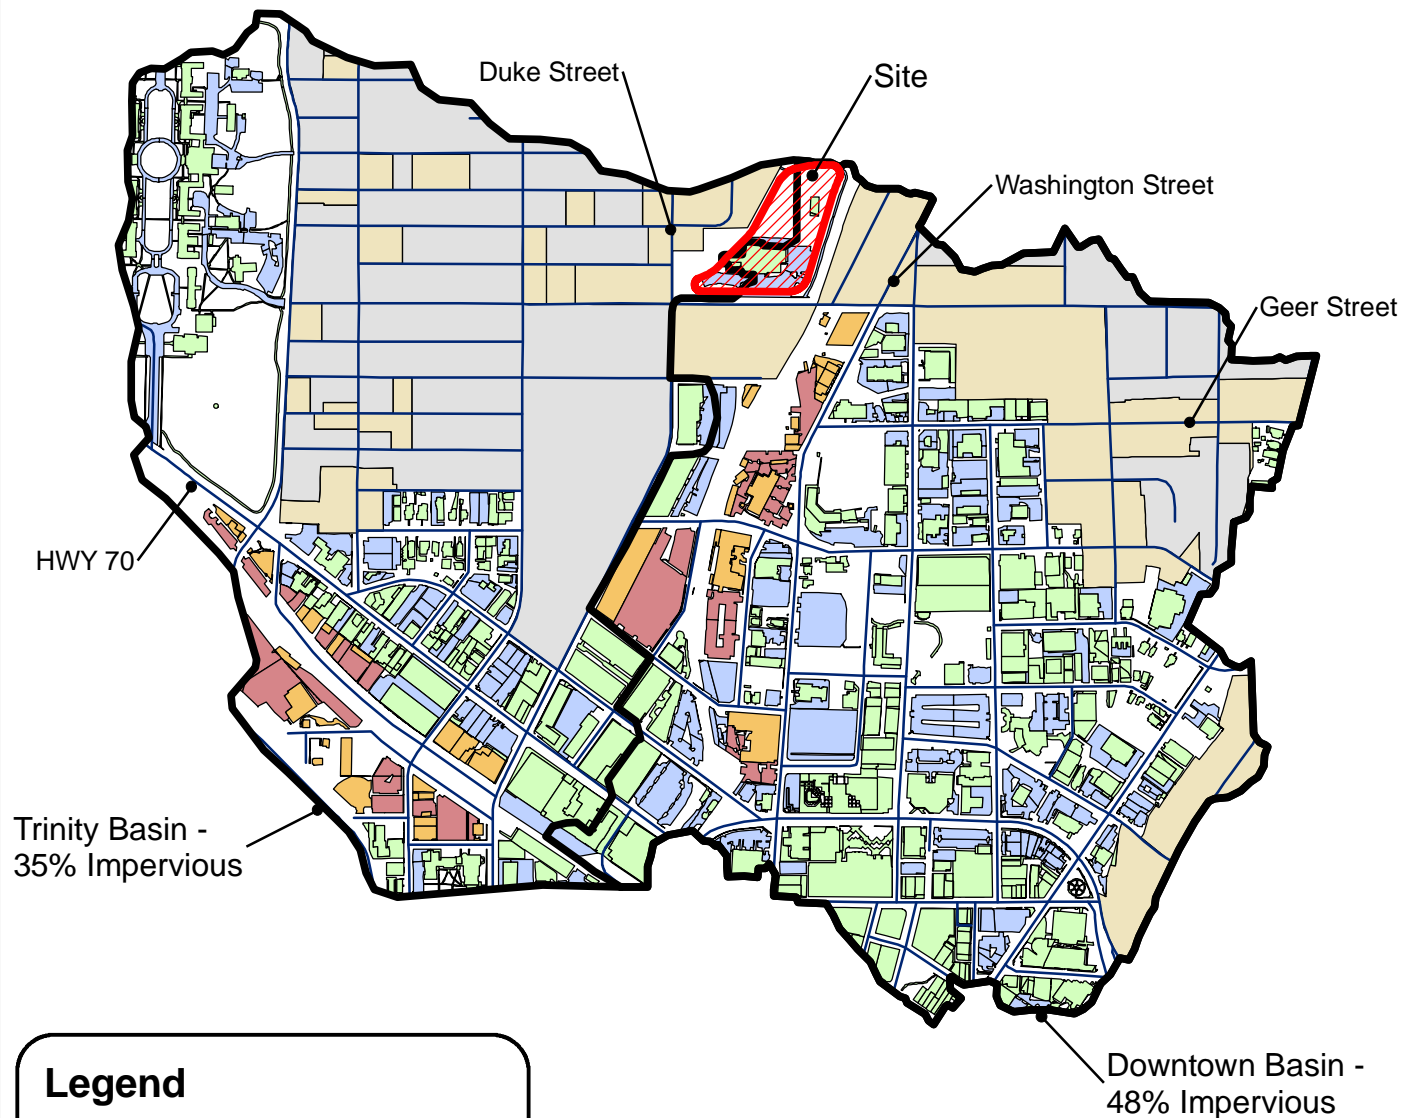 Duke Street
Site
Washington Street
Geer Street
HWY 70
Trinity Basin -
35% Impervious
Downtown Basin -
48% Impervious
Legend